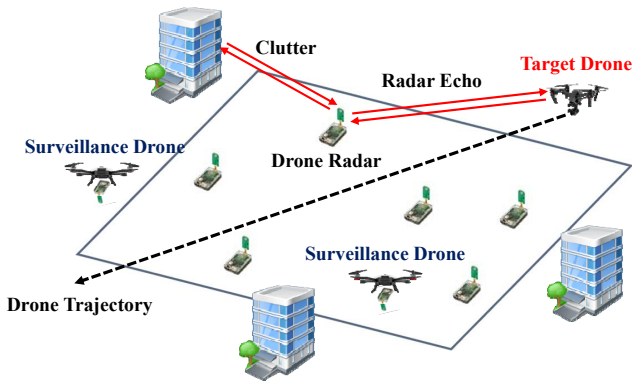 Clutter
Target Drone
Radar Echo
Surveillance Drone
Drone Radar
Surveillance Drone
Drone Trajectory